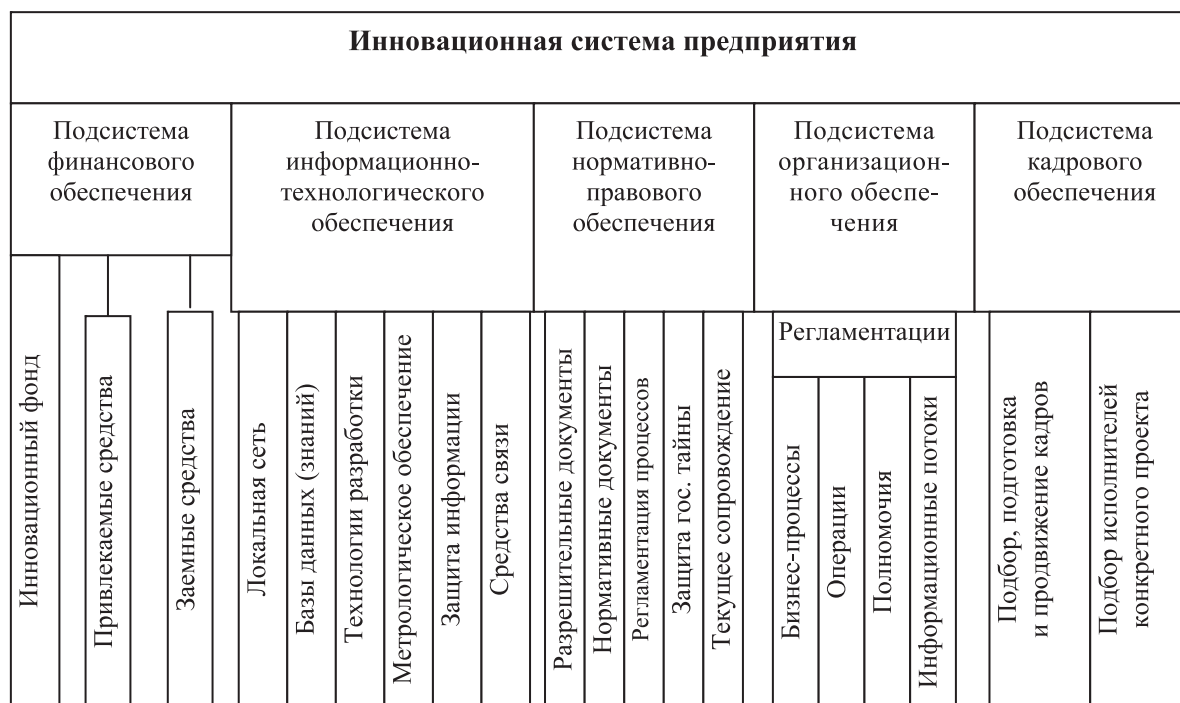 Инновационная система предприятия
Подсистема
финансового
обеспечения
Подсистема
информационно-
технологического
обеспечения
Подсистема
нормативно-
правового
обеспечения
Подсистема
организацион-
ного обеспе-
чения
Подсистема
кадрового
обеспечения
Инновационный фонд
Привлекаемые средства
Заемные средства
Локальная сеть
Базы данных (знаний)
Технологии разработки
Метрологическое обеспечение
Защита информации
Средства связи
Разрешительные документы
Нормативные документы
Регламентация процессов
Защита гос. тайны
Текущее сопровождение
Регламентации
Бизнес-процессы
Операции
Полномочия
Информационные потоки
Подбор, подготовка
и продвижение кадров
Подбор исполнителей
конкретного проекта